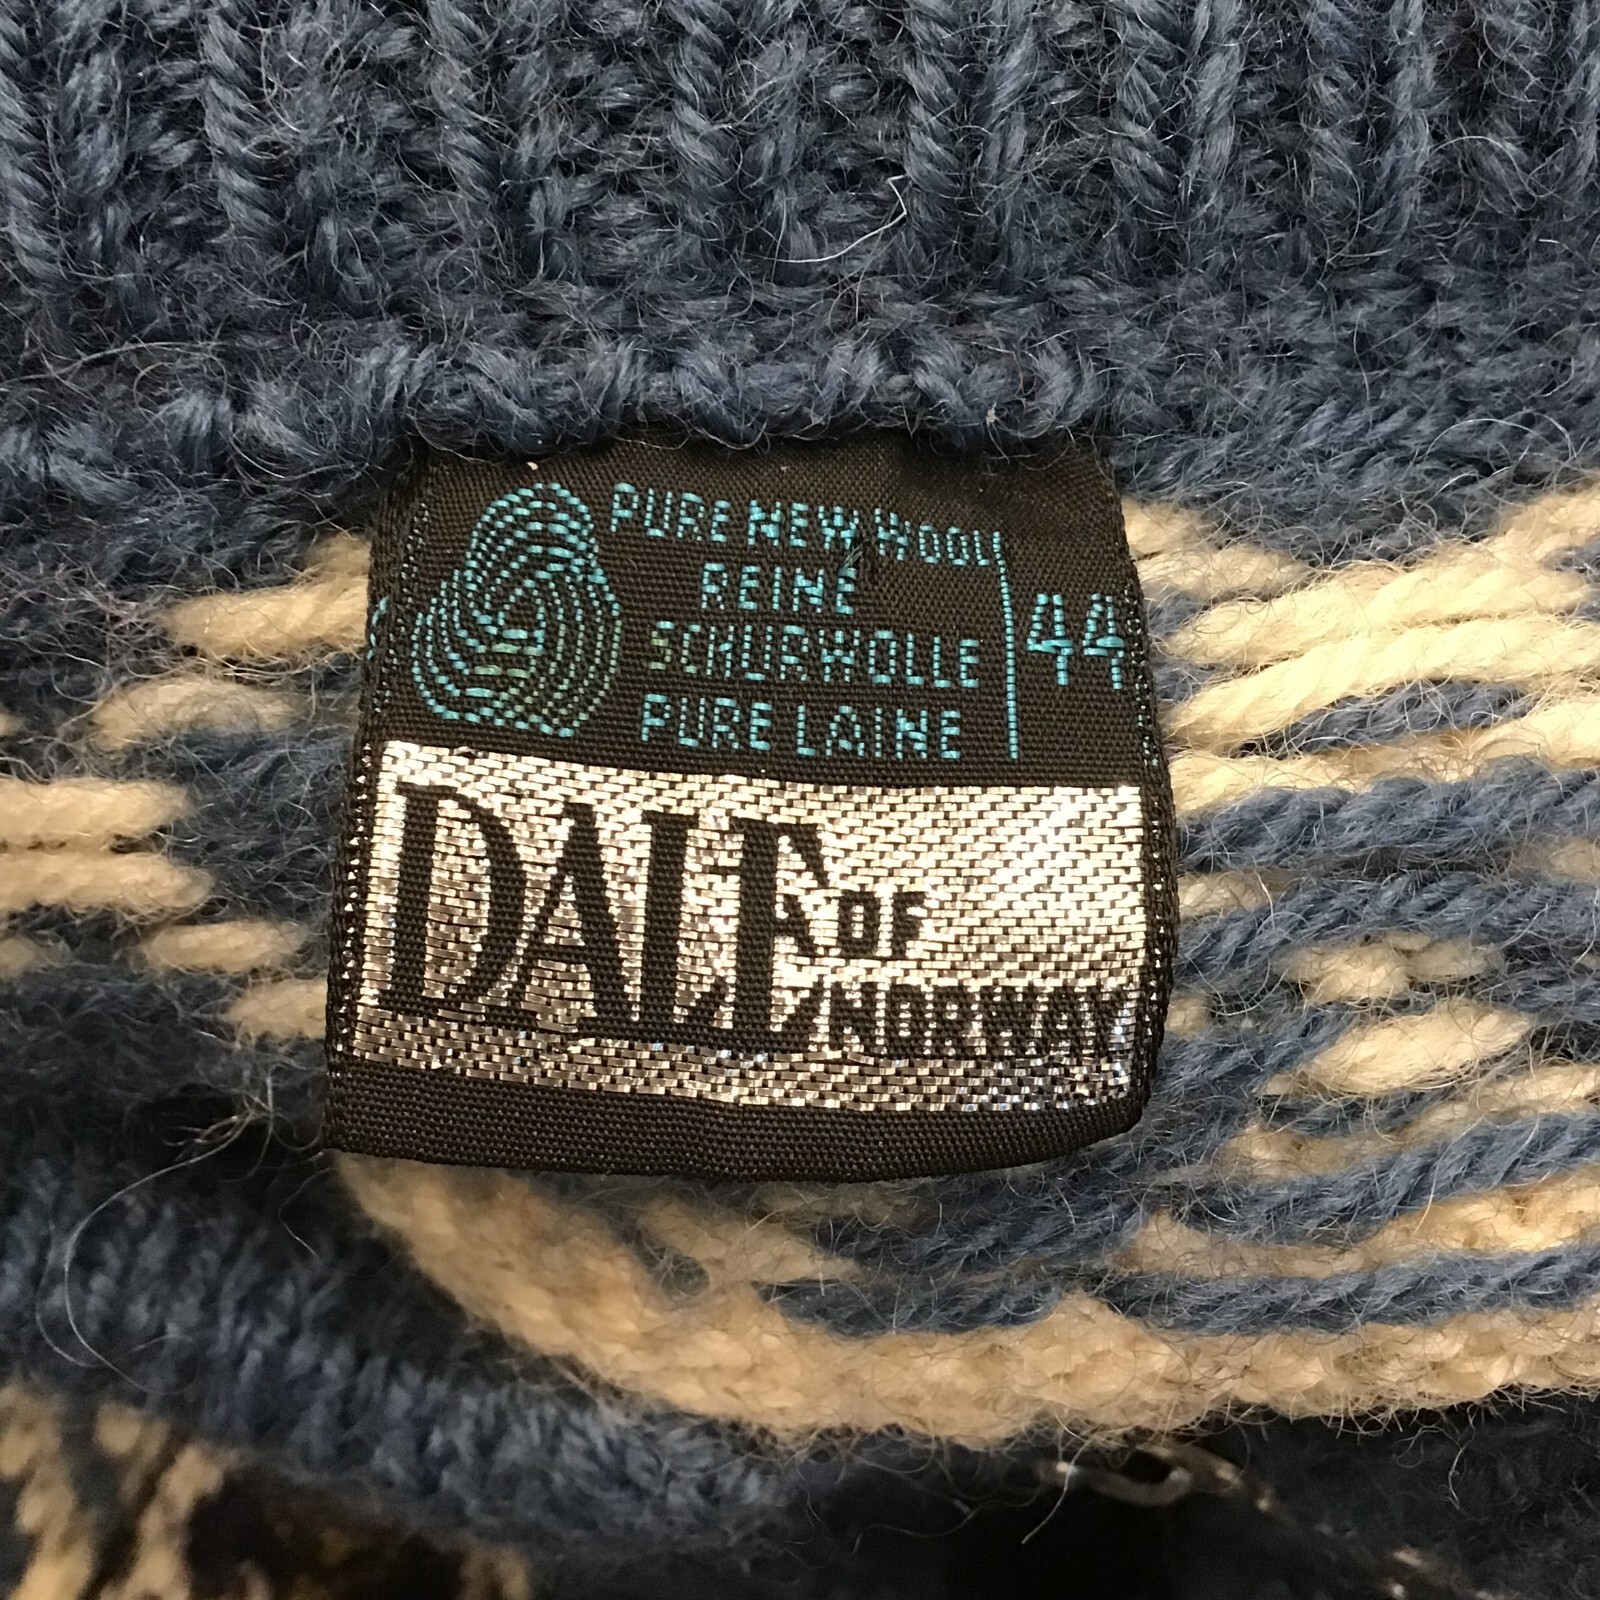 PURE NEW WOOL
REINE
SCHURWOLLE
PURE LAINE
44
DALE OF
NORWAY